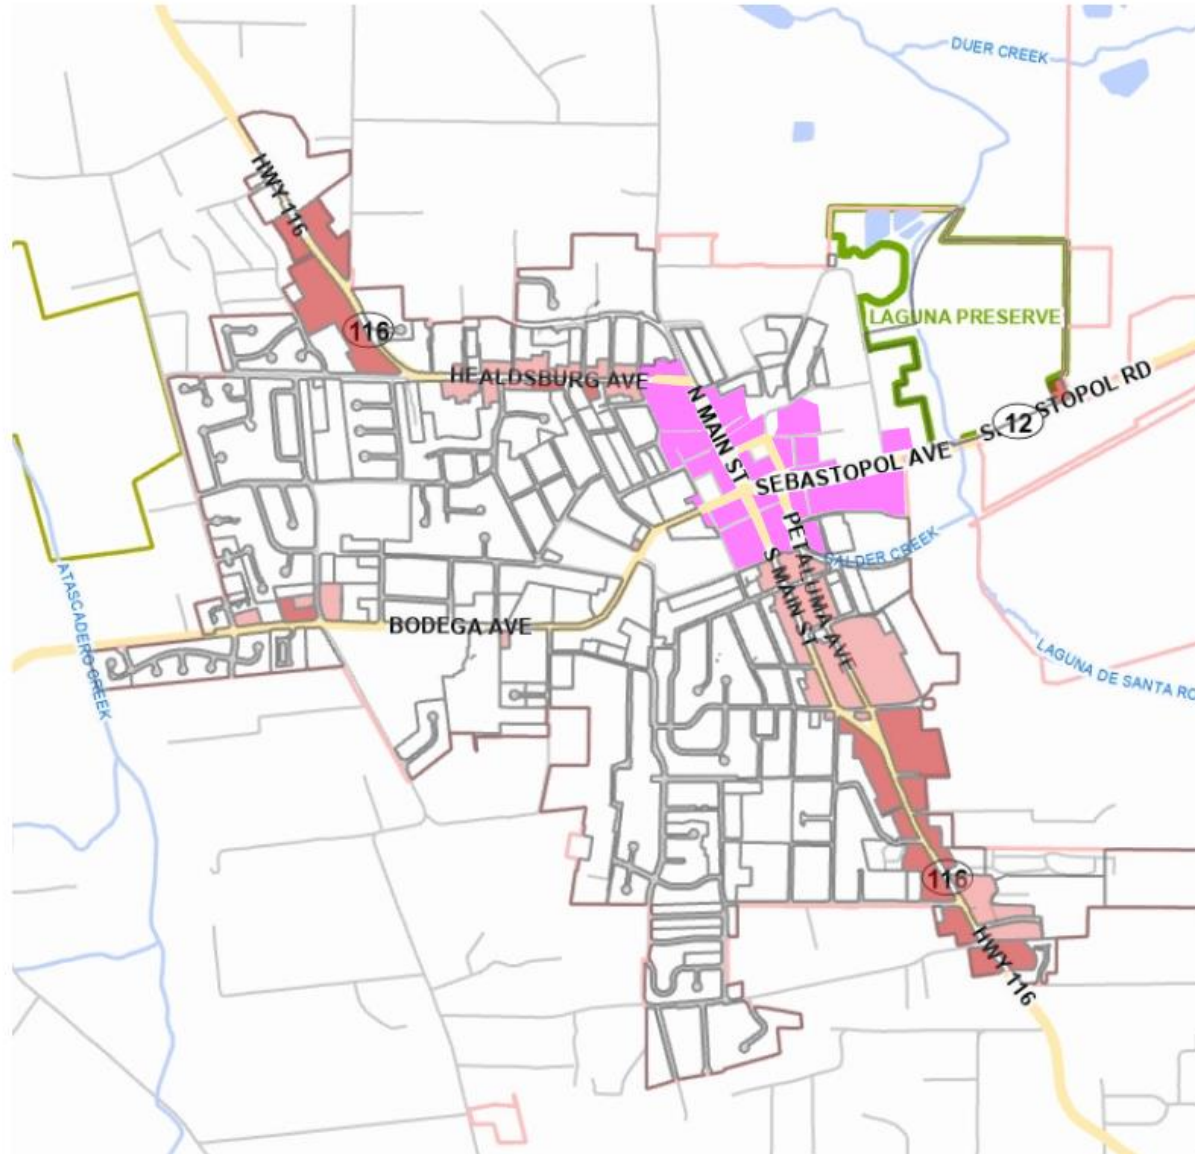 DUER CREEK
HWY 116
LAGUNA PRESERVE
116
HEALDSBURG AVE
N MAIN ST
12
SEBASTOPOL AVE
STOPOL RD
PETALUMA AVE
S MAIN ST
CALDER CREEK
ATASCADERO CREEK
BODEGA AVE
LAGUNA DE SANTA RO
116
HWY 116